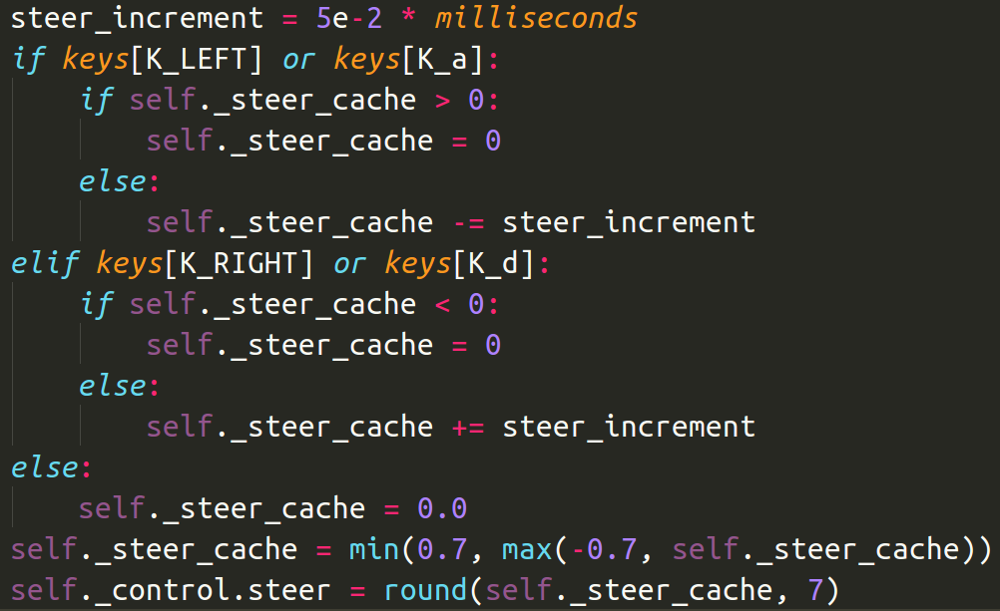 steer_increment = 5e-2 * milliseconds
if keys[K_LEFT] or keys[K_a]:
    if self._steer_cache > 0:
        self._steer_cache = 0
    else:
        self._steer_cache -= steer_increment
elif keys[K_RIGHT] or keys[K_d]:
    if self._steer_cache < 0:
        self._steer_cache = 0
    else:
        self._steer_cache += steer_increment
else:
    self._steer_cache = 0.0
self._steer_cache = min(0.7, max(-0.7, self._steer_cache))
self._control.steer = round(self._steer_cache, 7)